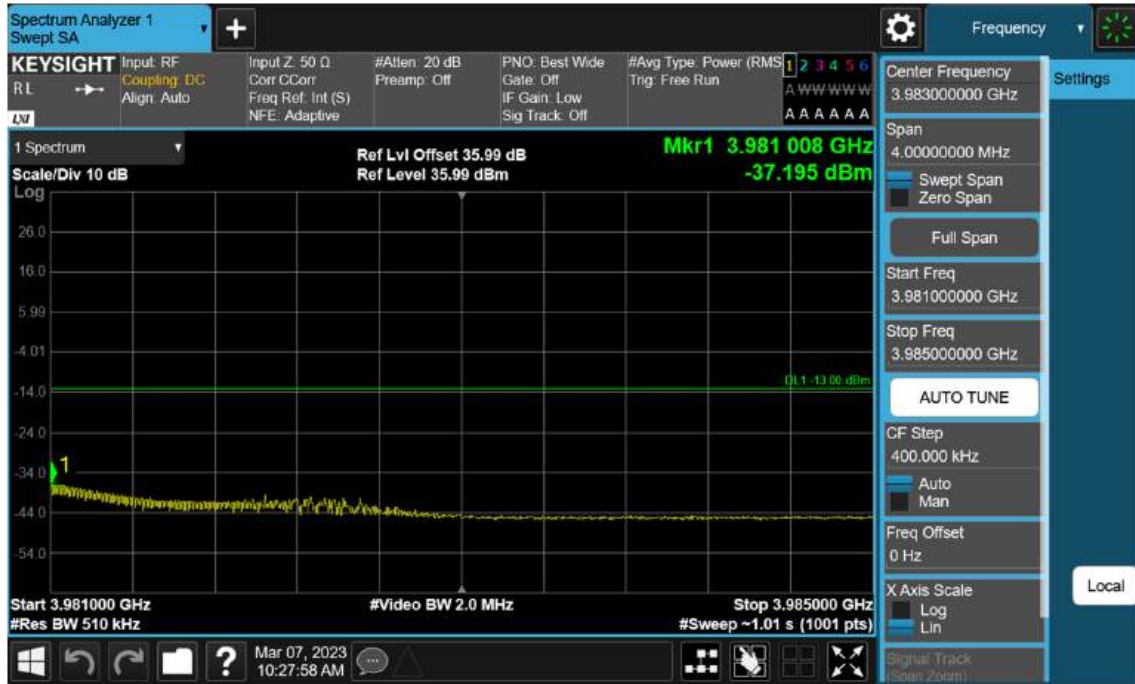 Spectrum Analyzer 1
Swept SA
Frequency
KEYSIGHT
RL
LXI
Input: RF
Coupling: DC
Align: Auto
Input Z: 50 Ω
Corr CCorr
Freq Ref: Int (S)
NFE: Adaptive
#Atten: 20 dB
Preamp: Off
PNO: Best Wide
Gate: Off
IF Gain: Low
Sig Track: Off
#Avg Type: Power (RMS
Trig: Free Run
1 2 3 4 5 6
A W W W W W
A A A A A A
1 Spectrum
Scale/Div 10 dB
Ref Lvl Offset 35.99 dB
Ref Level 35.99 dBm
Mkr1 3.981 008 GHz
-37.195 dBm
Log
26.0
16.0
5.99
-4.01
-14.0
-24.0
-34.0
-44.0
-54.0
DL1 -13.00 dBm
1
Start 3.981000 GHz
#Res BW 510 kHz
#Video BW 2.0 MHz
Stop 3.985000 GHz
#Sweep ~1.01 s (1001 pts)
Center Frequency
3.983000000 GHz
Span
4.00000000 MHz
Swept Span
Zero Span
Full Span
Start Freq
3.981000000 GHz
Stop Freq
3.985000000 GHz
AUTO TUNE
CF Step
400.000 kHz
Auto
Man
Freq Offset
0 Hz
X Axis Scale
Log
Lin
Signal Track
(Span Zoom)
Settings
Local
?
Mar 07, 2023
10:27:58 AM